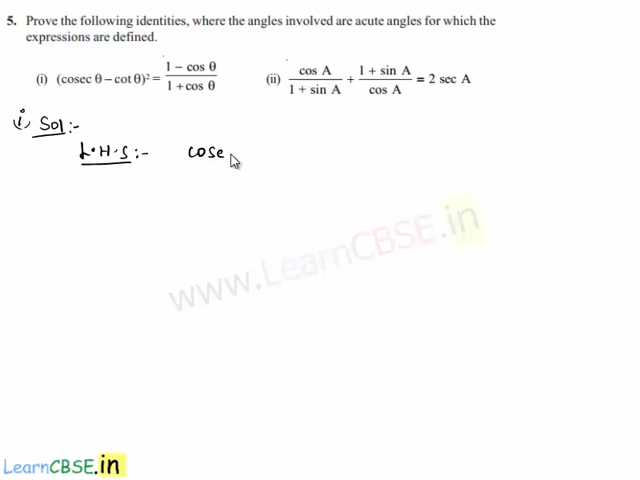 5. Prove the following identities, where the angles involved are acute angles for which the
expressions are defined.
(i) (cosec θ – cot θ)² = (1 – cos θ)/(1 + cos θ) (ii) cos A/(1 + sin A) + (1 + sin A)/cos A = 2 sec A
i) Sol:-
L.H.S:- cose
www.LearnCBSE.in
LearnCBSE.in